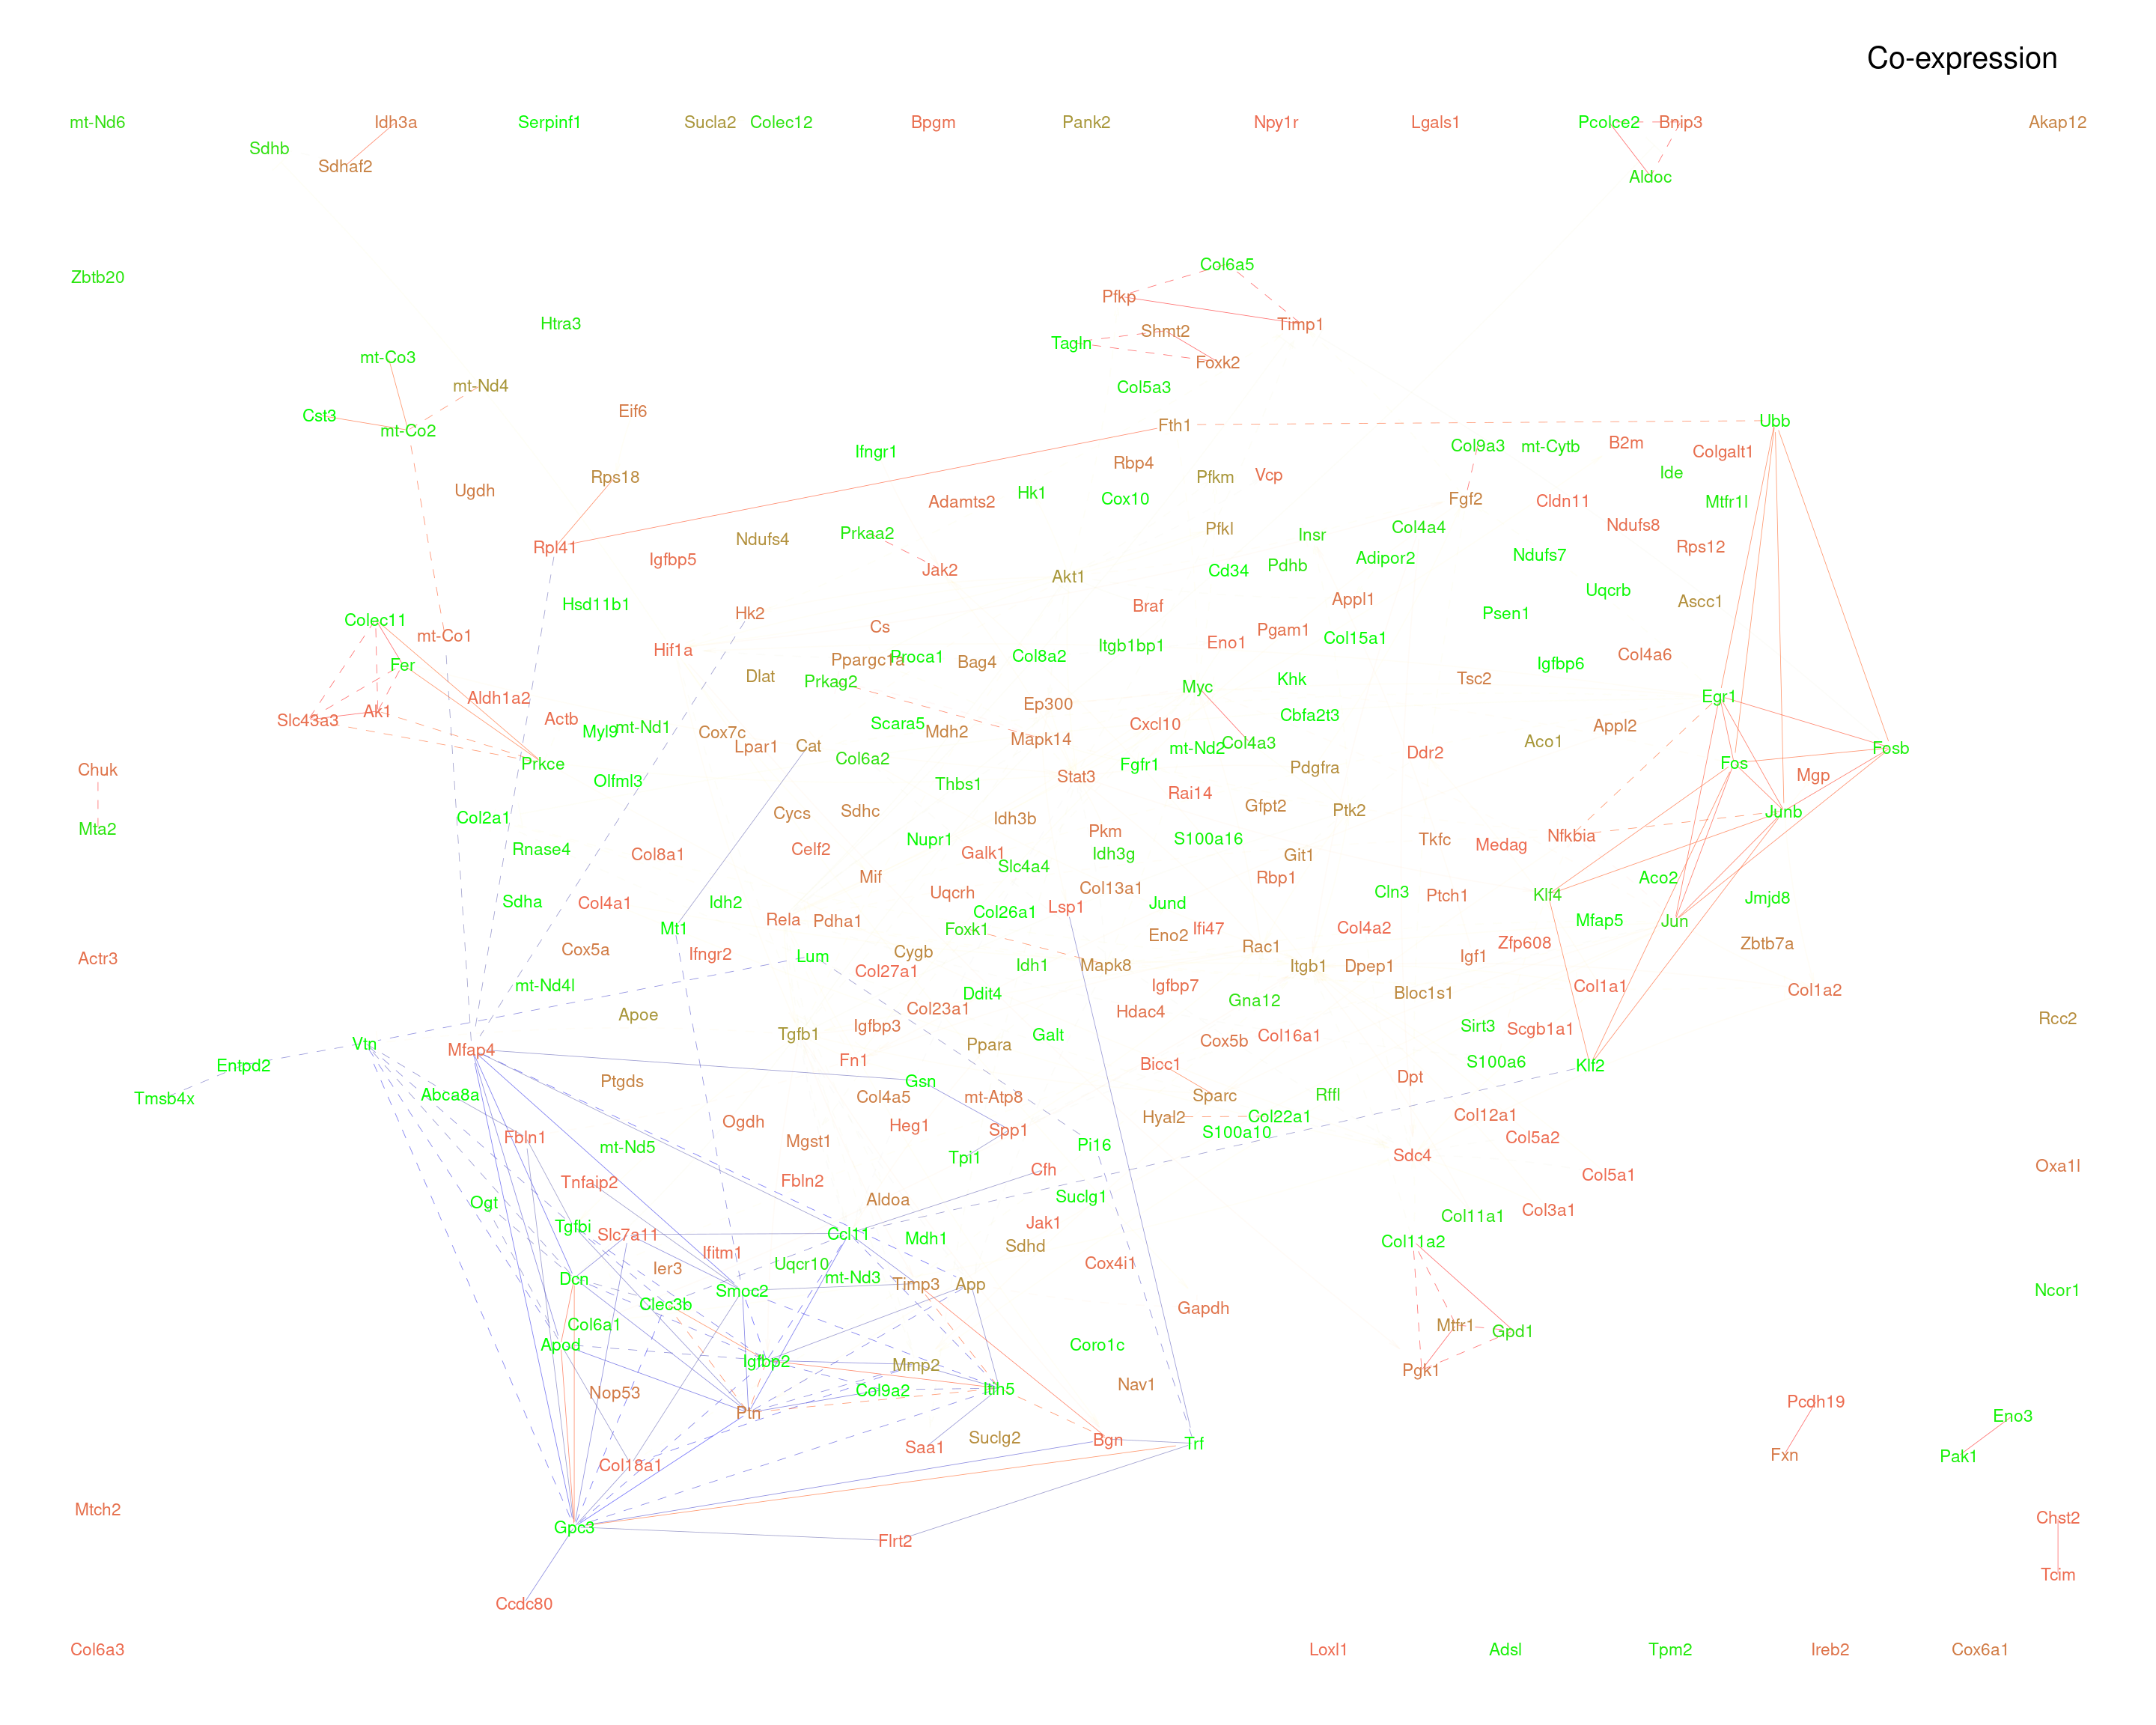 Co-expression
mt-Nd6
Idh3a
Serpinf1
Sucla2
Colec12
Bpgm
Pank2
Npy1r
Lgals1
Pcolce2
Bnip3
Akap12
Sdhb
Sdhaf2
Aldoc
Zbtb20
Col6a5
Pfkp
Htra3
Timp1
Shmt2
Tagln
mt-Co3
Foxk2
mt-Nd4
Col5a3
Eif6
Cst3
Fth1
Ubb
mt-Co2
B2m
Col9a3
mt-Cytb
Ifngr1
Colgalt1
Rbp4
Ide
Vcp
Rps18
Pfkm
Ugdh
Hk1
Cox10
Fgf2
Adamts2
Cldn11
Mtfr1l
Ndufs8
Col4a4
Pfkl
Prkaa2
Insr
Ndufs4
Rpl41
Rps12
Ndufs7
Adipor2
Igfbp5
Pdhb
Jak2
Cd34
Akt1
Uqcrb
Appl1
Ascc1
Hsd11b1
Braf
Hk2
Psen1
Colec11
Cs
Pgam1
mt-Co1
Col15a1
Eno1
Itgb1bp1
Hif1a
Col4a6
Col8a2
Proca1
Ppargc1a
Bag4
Igfbp6
Fer
Dlat
Tsc2
Khk
Prkag2
Myc
Aldh1a2
Egr1
Ep300
Ak1
Cbfa2t3
Slc43a3
Actb
Scara5
Cxcl10
Appl2
mt-Nd1
Myl9
Cox7c
Mdh2
Mapk14
Aco1
Col4a3
Lpar1
Cat
mt-Nd2
Fosb
Ddr2
Col6a2
Fos
Prkce
Fgfr1
Pdgfra
Chuk
Mgp
Stat3
Olfml3
Thbs1
Rai14
Gfpt2
Ptk2
Sdhc
Junb
Cycs
Col2a1
Idh3b
Mta2
Pkm
Nfkbia
S100a16
Nupr1
Tkfc
Medag
Rnase4
Celf2
Galk1
Idh3g
Col8a1
Git1
Slc4a4
Mif
Rbp1
Aco2
Col13a1
Cln3
Uqcrh
Klf4
Ptch1
Jmjd8
Sdha
Col4a1
Idh2
Jund
Lsp1
Col26a1
Rela
Pdha1
Mfap5
Jun
Mt1
Foxk1
Ifi47
Col4a2
Eno2
Zfp608
Zbtb7a
Rac1
Cox5a
Cygb
Ifngr2
Lum
Igf1
Actr3
Idh1
Mapk8
Itgb1
Dpep1
Col27a1
mt-Nd4l
Igfbp7
Col1a1
Col1a2
Ddit4
Bloc1s1
Gna12
Col23a1
Hdac4
Apoe
Rcc2
Igfbp3
Sirt3
Scgb1a1
Tgfb1
Galt
Col16a1
Cox5b
Vtn
Ppara
Mfap4
Fn1
S100a6
Bicc1
Entpd2
Klf2
Dpt
Ptgds
Gsn
Abca8a
Rffl
Sparc
Col4a5
mt-Atp8
Tmsb4x
Col12a1
Hyal2
Col22a1
Ogdh
Heg1
Spp1
S100a10
Fbln1
Col5a2
Mgst1
Pi16
mt-Nd5
Tpi1
Sdc4
Oxa1l
Cfh
Col5a1
Fbln2
Tnfaip2
Suclg1
Aldoa
Ogt
Col3a1
Col11a1
Jak1
Tgfbi
Slc7a11
Ccl11
Mdh1
Col11a2
Sdhd
Ifitm1
Uqcr10
Cox4i1
Ier3
Dcn
mt-Nd3
Timp3
App
Smoc2
Ncor1
Clec3b
Gapdh
Col6a1
Mtfr1
Gpd1
Apod
Coro1c
Igfbp2
Mmp2
Pgk1
Nav1
Itih5
Col9a2
Nop53
Pcdh19
Ptn
Eno3
Suclg2
Bgn
Trf
Saa1
Fxn
Pak1
Col18a1
Mtch2
Chst2
Gpc3
Flrt2
Tcim
Ccdc80
Col6a3
Loxl1
Adsl
Tpm2
Ireb2
Cox6a1